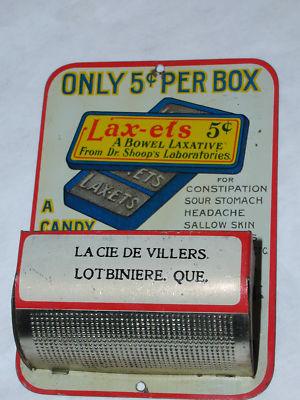 ONLY 5¢ PER BOX
Lax-ets 5¢
A BOWEL LAXATIVE
From Dr. Shoop's Laboratories.
LAXETS
FOR
CONSTIPATION
SOUR STOMACH
HEADACHE
SALLOW SKIN
A
CANDY
LA CIE DE VILLERS.
LOTBINIERE. QUE.